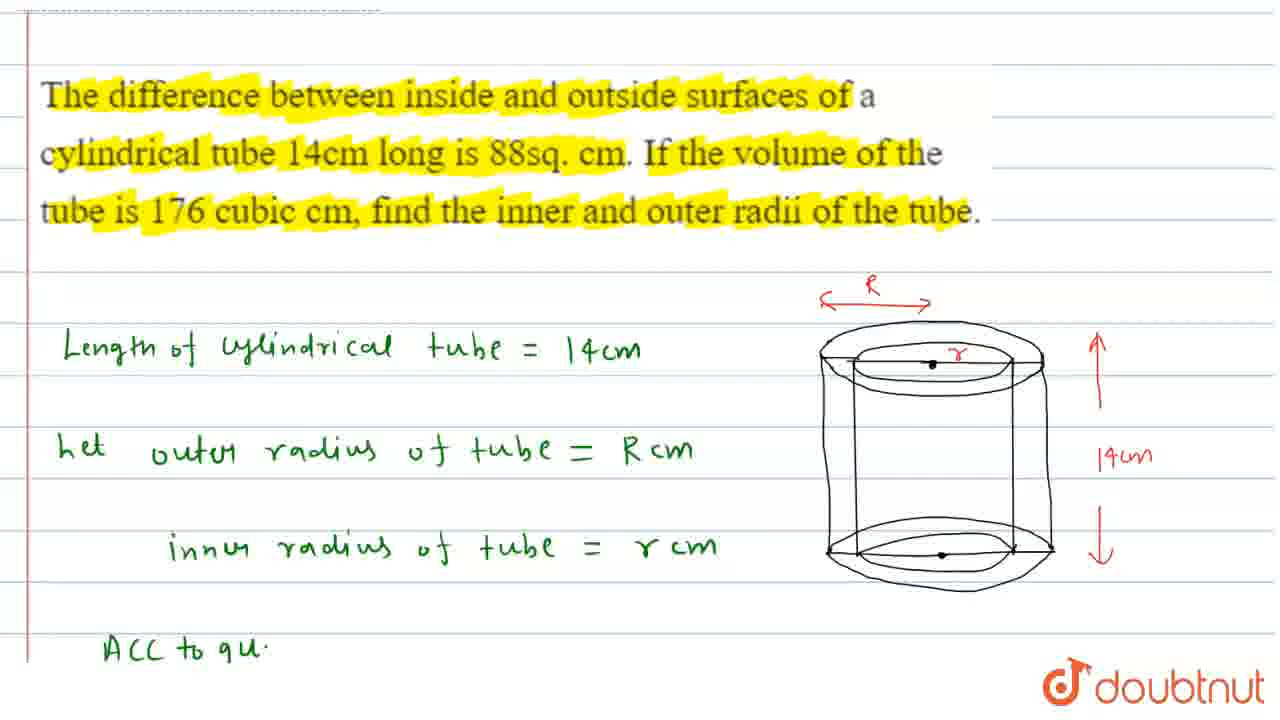 The difference between inside and outside surfaces of a
cylindrical tube 14cm long is 88sq. cm. If the volume of the
tube is 176 cubic cm, find the inner and outer radii of the tube.
R
Length of cylindrical tube = 14cm
r
Let outer radius of tube = R cm
14cm
inner radius of tube = r cm
ACC to qu.
doubtnut